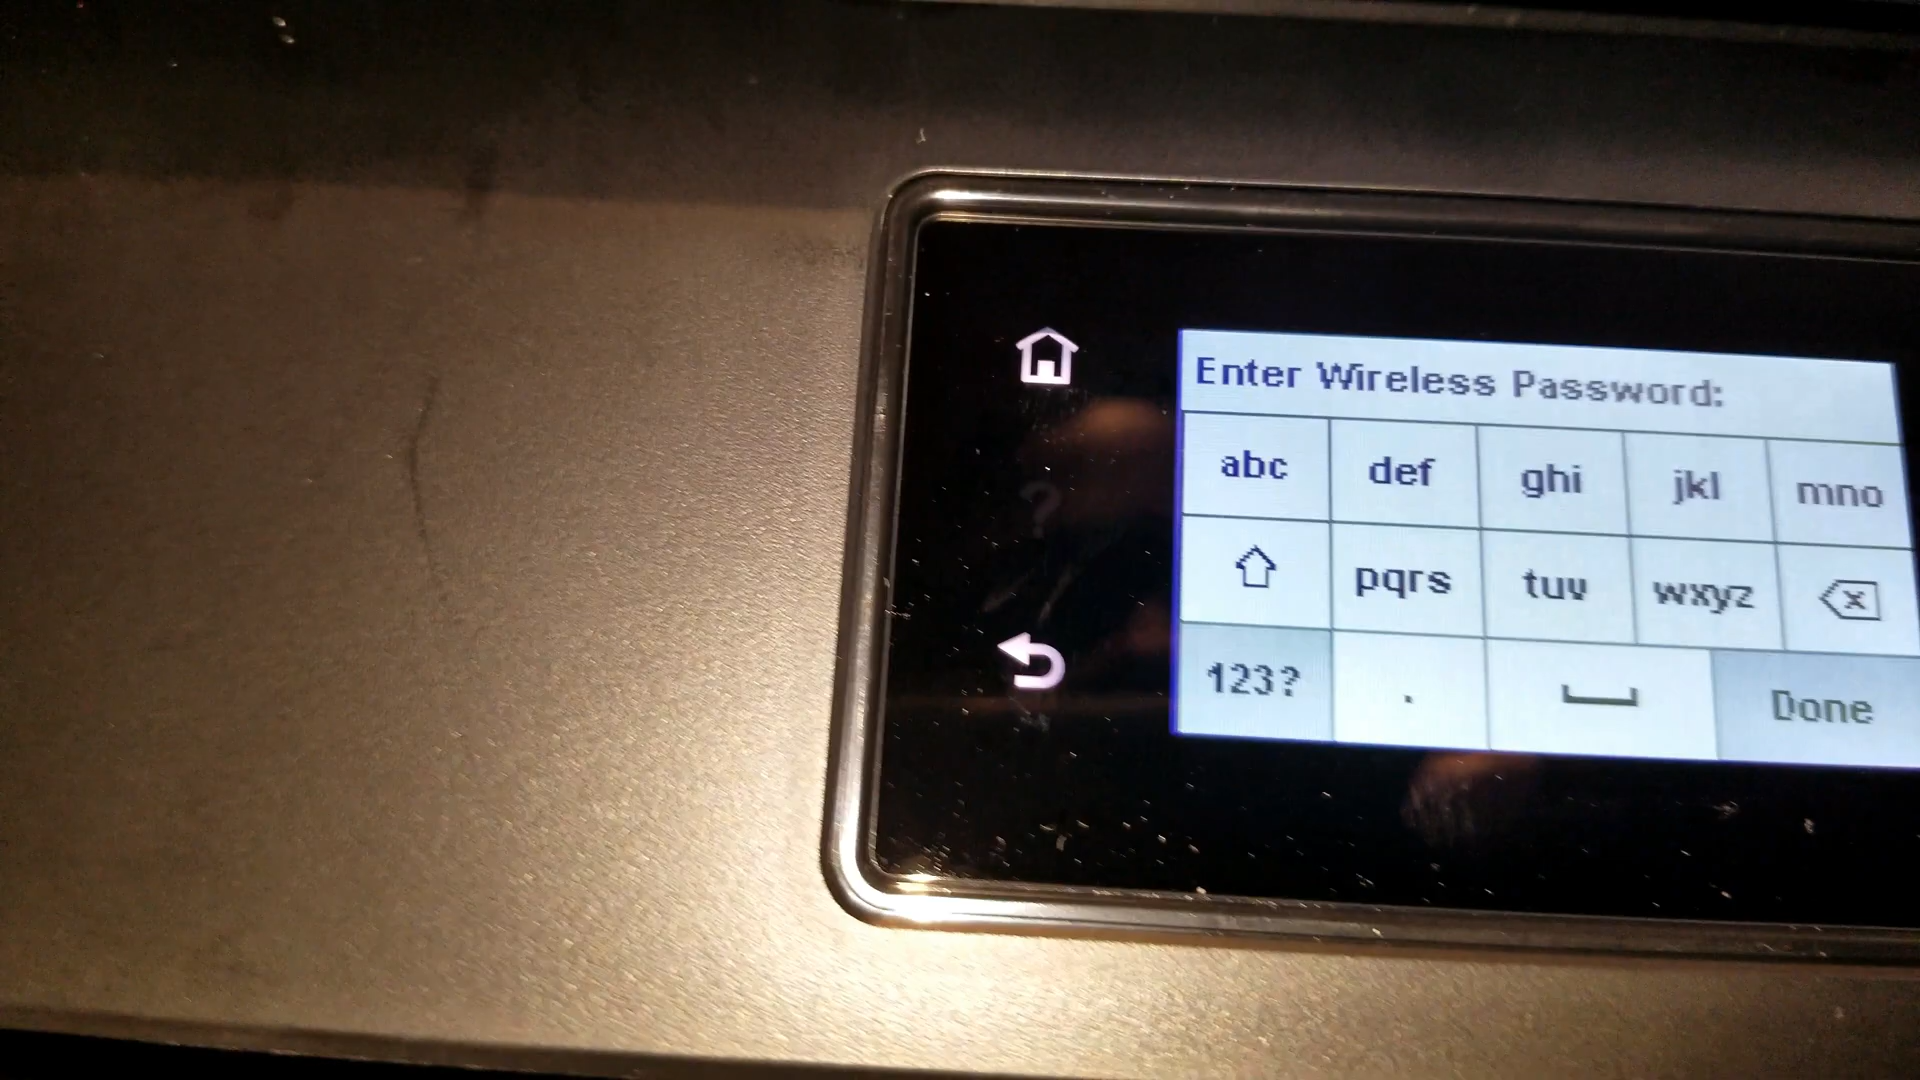 Enter Wireless Password:
abc def ghi jkl mno
pqrs tuv wxyz x
123? . Done
?